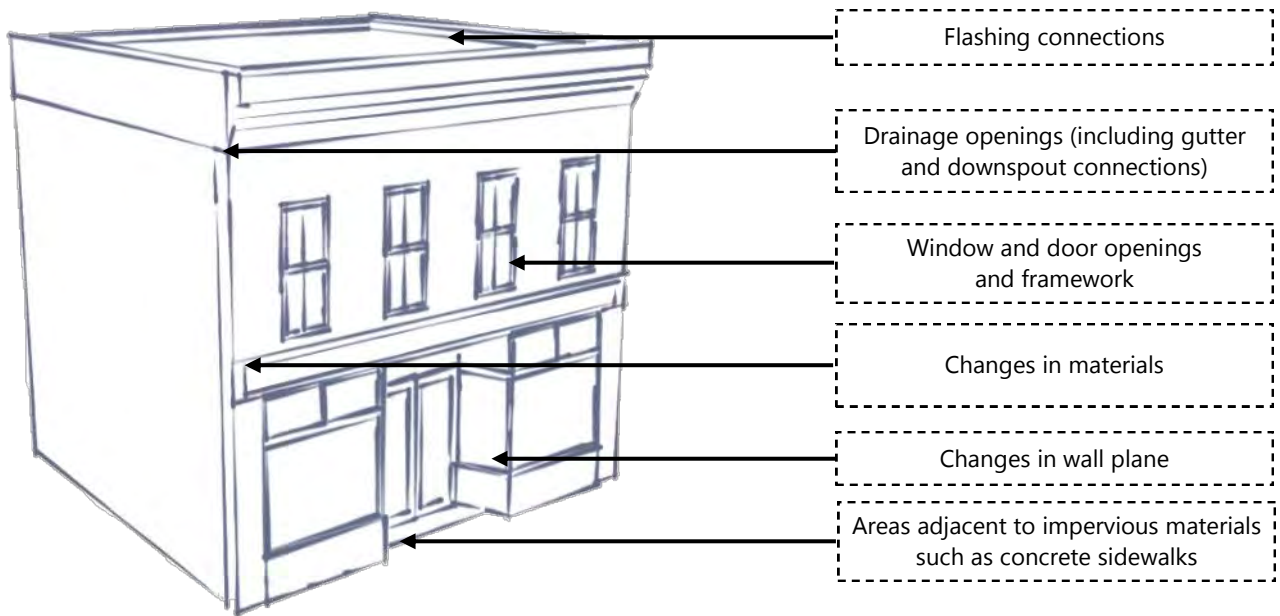 Flashing connections
Drainage openings (including gutter
and downspout connections)
Window and door openings
and framework
Changes in materials
Changes in wall plane
Areas adjacent to impervious materials
such as concrete sidewalks